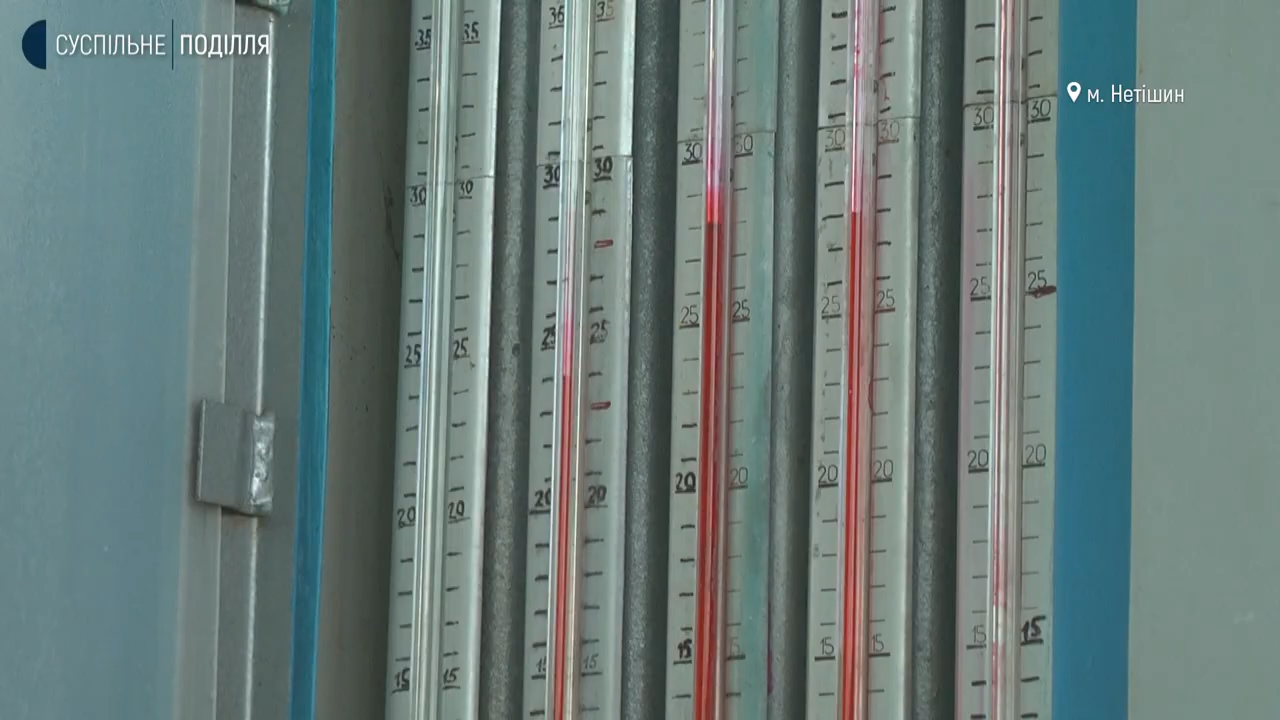 СУСПІЛЬНЕ ПОДІЛЛЯ
м. Нетішин
35 35 35 35
30 30 30 30 30 30 30 30 30 30
25 25 25 25 25 25 25 25 25 25
20 20 20 20 20 20 20 20 20 20
15 15 15 15 15 15 15 15 15